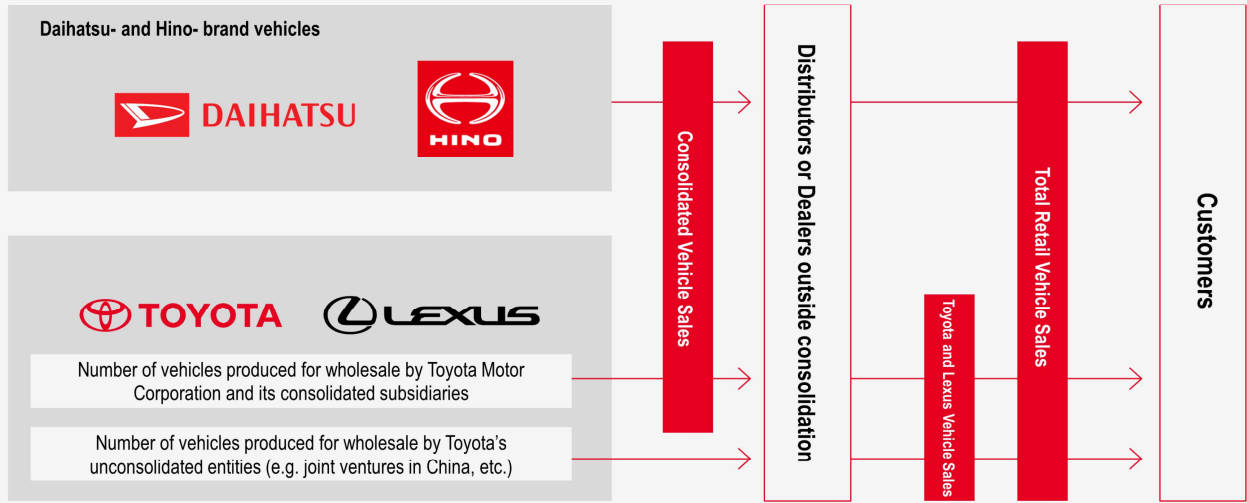 Daihatsu- and Hino- brand vehicles
DAIHATSU
HINO
TOYOTA
LEXUS
Number of vehicles produced for wholesale by Toyota Motor
Corporation and its consolidated subsidiaries
Number of vehicles produced for wholesale by Toyota’s
unconsolidated entities (e.g. joint ventures in China, etc.)
Consolidated Vehicle Sales
Distributors or Dealers outside consolidation
Toyota and Lexus Vehicle Sales
Total Retail Vehicle Sales
Customers